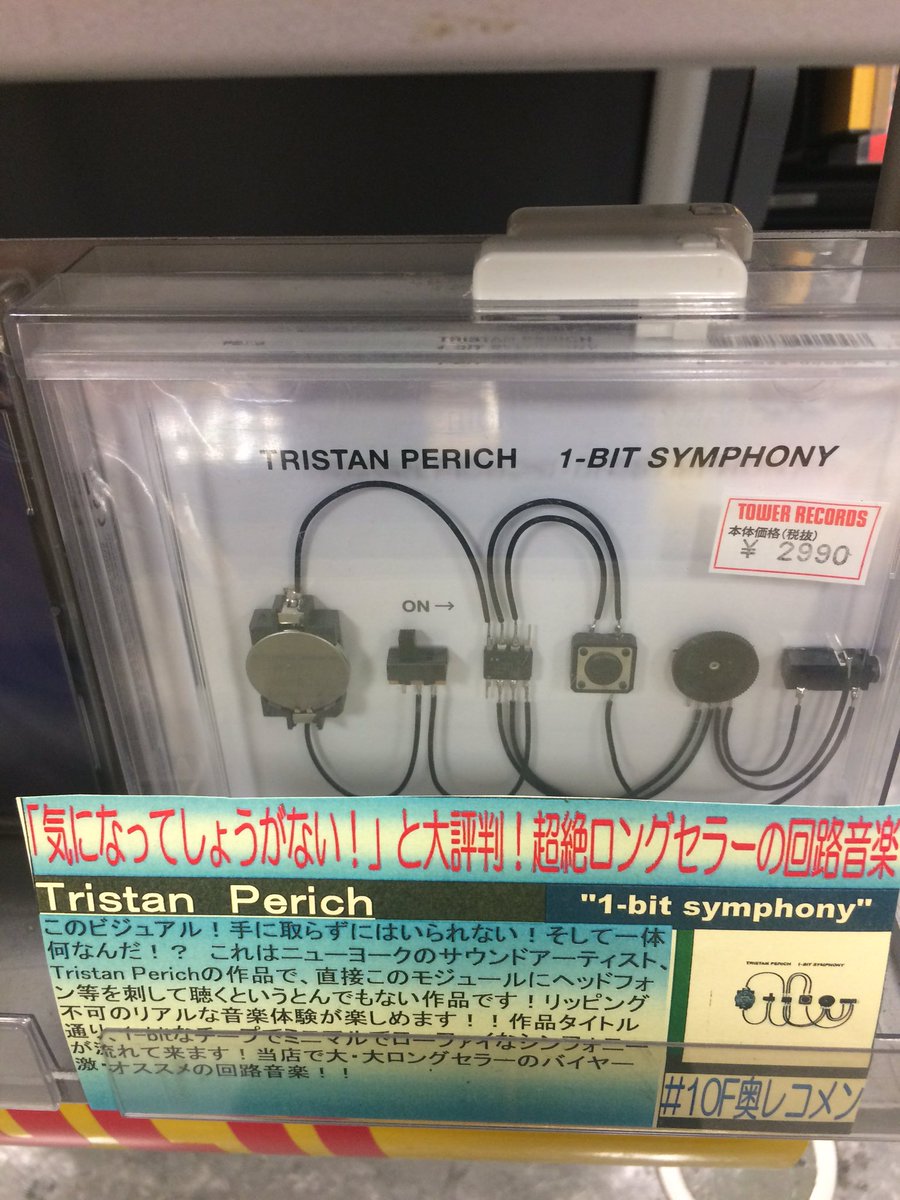 TRISTAN PERICH 1-BIT SYMPHONY
TOWER RECORDS
本体価格(税抜)
¥ 2990
ON→
「気になってしょうがない!」と大評判!超絶ロングセラーの回路音楽
Tristan Perich
"1-bit symphony"
このビジュアル!手に取らずにはいられない!そして一体
何なんだ!? これはニューヨークのサウンドアーティスト、
Tristan Perichの作品で、直接このモジュールにヘッドフォ
ン等を刺して聴くというとんでもない作品です!リッピング
不可のリアルな音楽体験が楽しめます!!作品タイトル
通り、1-bitなチープでミニマルでローファイなシンフォニー
が流れて来ます!当店で大・大ロングセラーのバイヤー
激・オススメの回路音楽!!
TRISTAN PERICH 1-BIT SYMPHONY
#10F奥レコメン